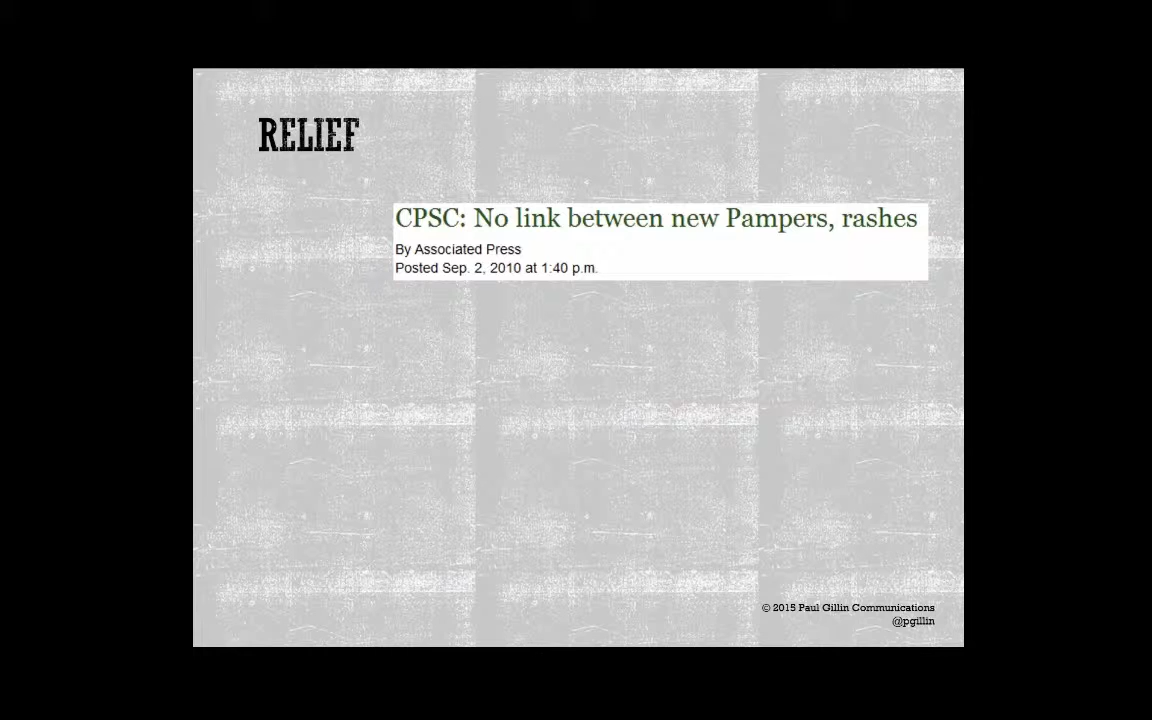 RELIEF
CPSC: No link between new Pampers, rashes
By Associated Press
Posted Sep. 2, 2010 at 1:40 p.m.
© 2015 Paul Gillin Communications
@pgillin